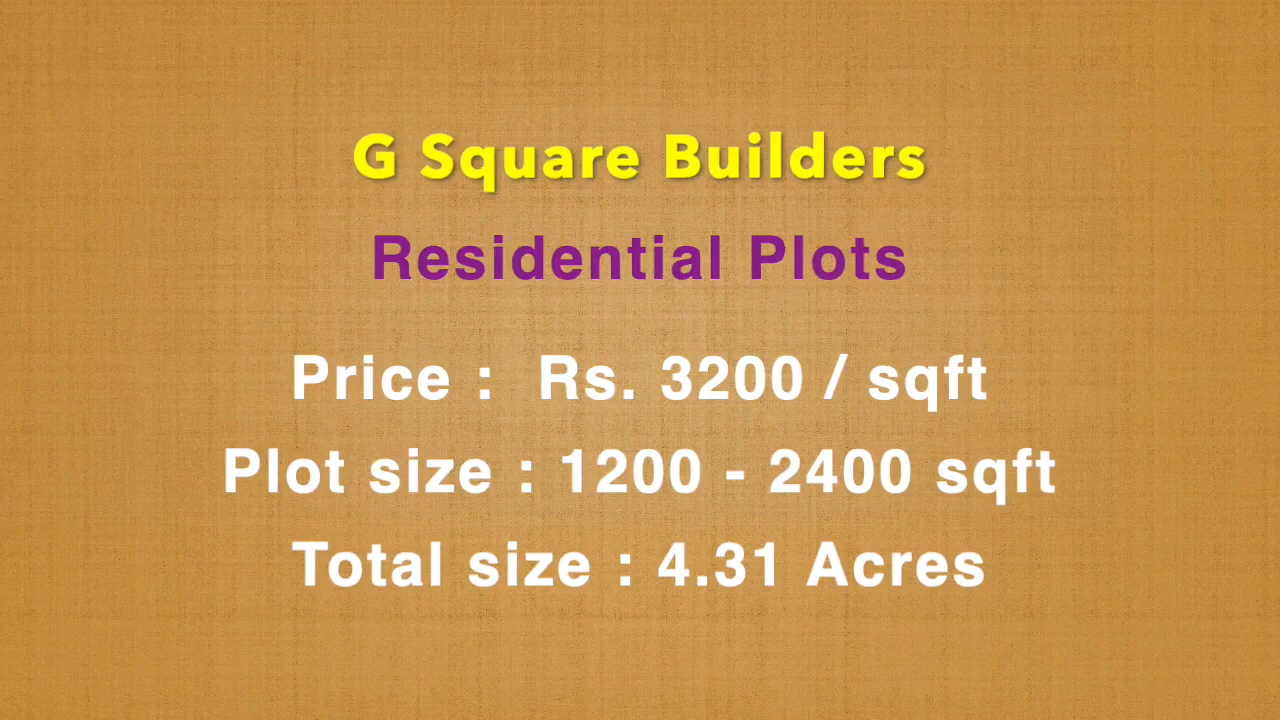 G Square Builders
Residential Plots
Price : Rs. 3200 / sqft
Plot size : 1200 - 2400 sqft
Total size : 4.31 Acres